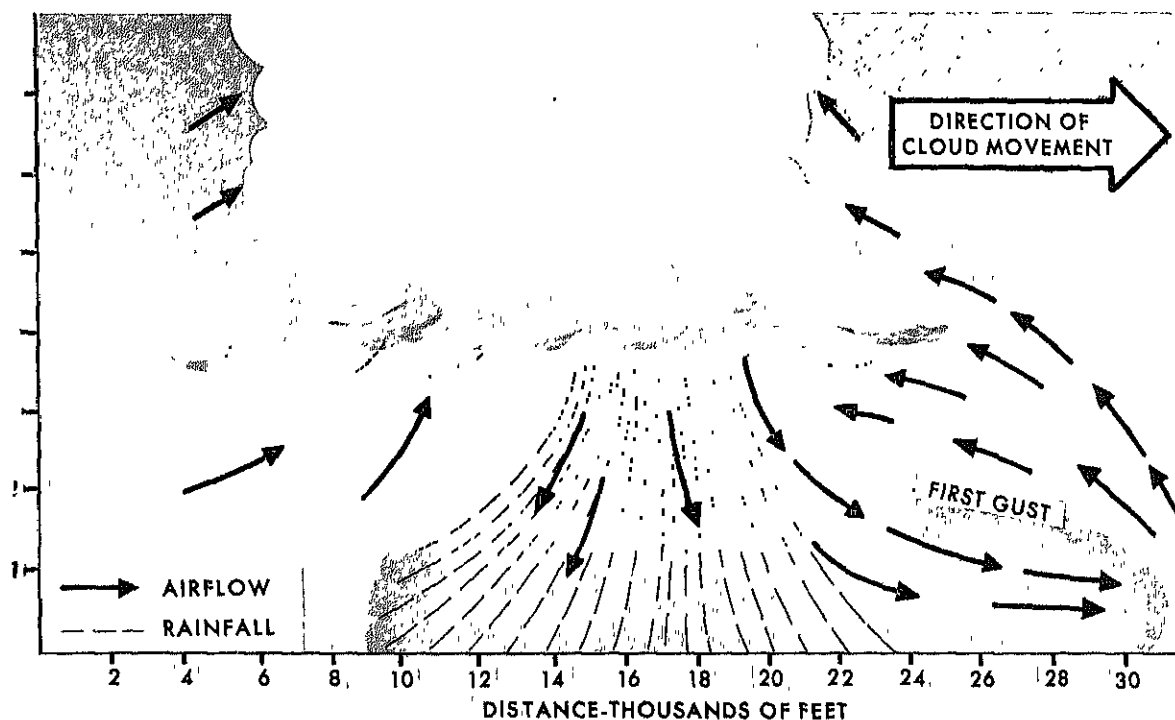 DIRECTION OF
CLOUD MOVEMENT
FIRST GUST
AIRFLOW
RAINFALL
2 4 6 8 10 12 14 16 18 20 22 24 26 28 30
DISTANCE-THOUSANDS OF FEET